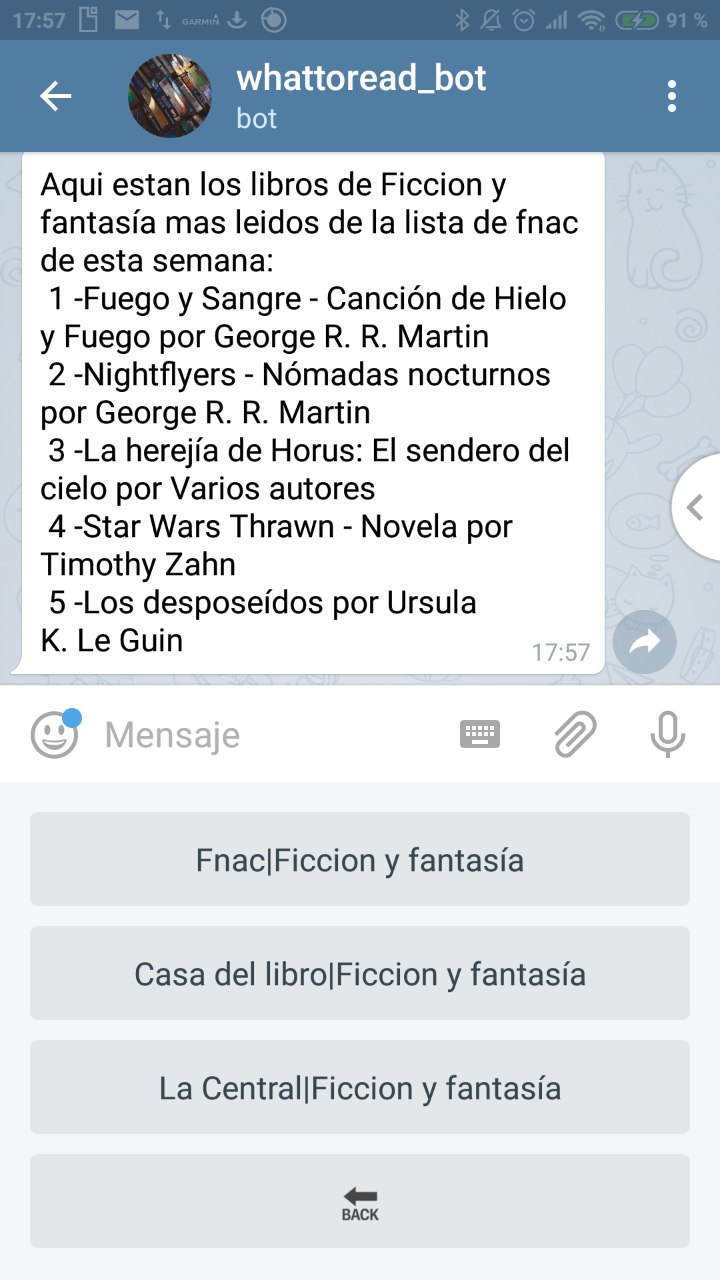 17:57 GARMIN 91 %
whattoread_bot
bot
Aqui estan los libros de Ficcion y
fantasía mas leidos de la lista de fnac
de esta semana:
1 -Fuego y Sangre - Canción de Hielo
y Fuego por George R. R. Martin
2 -Nightflyers - Nómadas nocturnos
por George R. R. Martin
3 -La herejía de Horus: El sendero del
cielo por Varios autores
4 -Star Wars Thrawn - Novela por
Timothy Zahn
5 -Los desposeídos por Ursula
K. Le Guin
17:57
Mensaje
Fnac|Ficcion y fantasía
Casa del libro|Ficcion y fantasía
La Central|Ficcion y fantasía
BACK